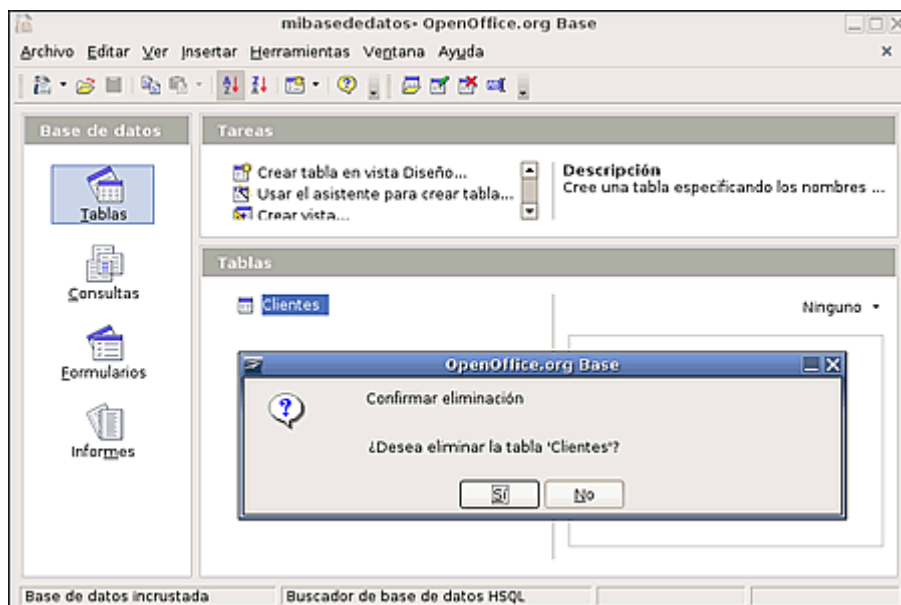 mibasededatos- OpenOffice.org Base
Archivo Editar Ver Insertar Herramientas Ventana Ayuda
Base de datos
Tareas
Tablas
Consultas
Formularios
Informes
Crear tabla en vista Diseño...
Usar el asistente para crear tabla...
Crear vista...
Descripción
Cree una tabla especificando los nombres ...
Tablas
Clientes
Ninguno
OpenOffice.org Base
Confirmar eliminación
¿Desea eliminar la tabla 'Clientes'?
Sí No
Base de datos incrustada Buscador de base de datos HSQL